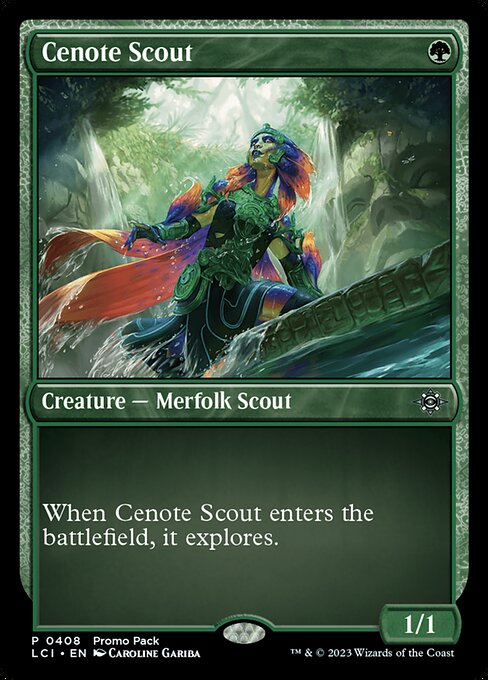 Cenote Scout
Creature — Merfolk Scout
When Cenote Scout enters the
battlefield, it explores.
1/1
P 0408 Promo Pack
LCI • EN Caroline Gariba
™ & © 2023 Wizards of the Coast